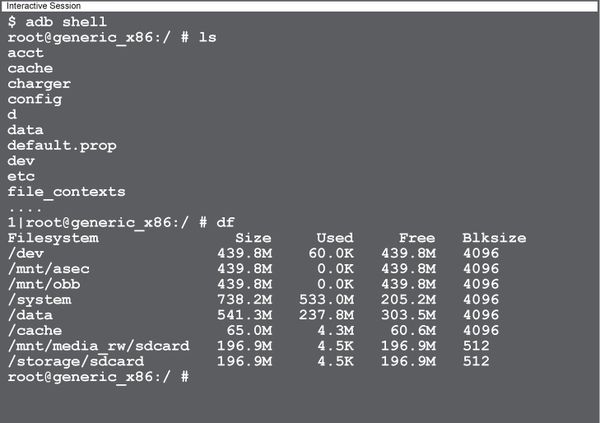 Interactive Session
$ adb shell
root@generic_x86:/ # ls
acct
cache
charger
config
d
data
default.prop
dev
etc
file_contexts
....
1|root@generic_x86:/ # df
Filesystem Size Used Free Blksize
/dev 439.8M 60.0K 439.8M 4096
/mnt/asec 439.8M 0.0K 439.8M 4096
/mnt/obb 439.8M 0.0K 439.8M 4096
/system 738.2M 533.0M 205.2M 4096
/data 541.3M 237.8M 303.5M 4096
/cache 65.0M 4.3M 60.6M 4096
/mnt/media_rw/sdcard 196.9M 4.5K 196.9M 512
/storage/sdcard 196.9M 4.5K 196.9M 512
root@generic_x86:/ #